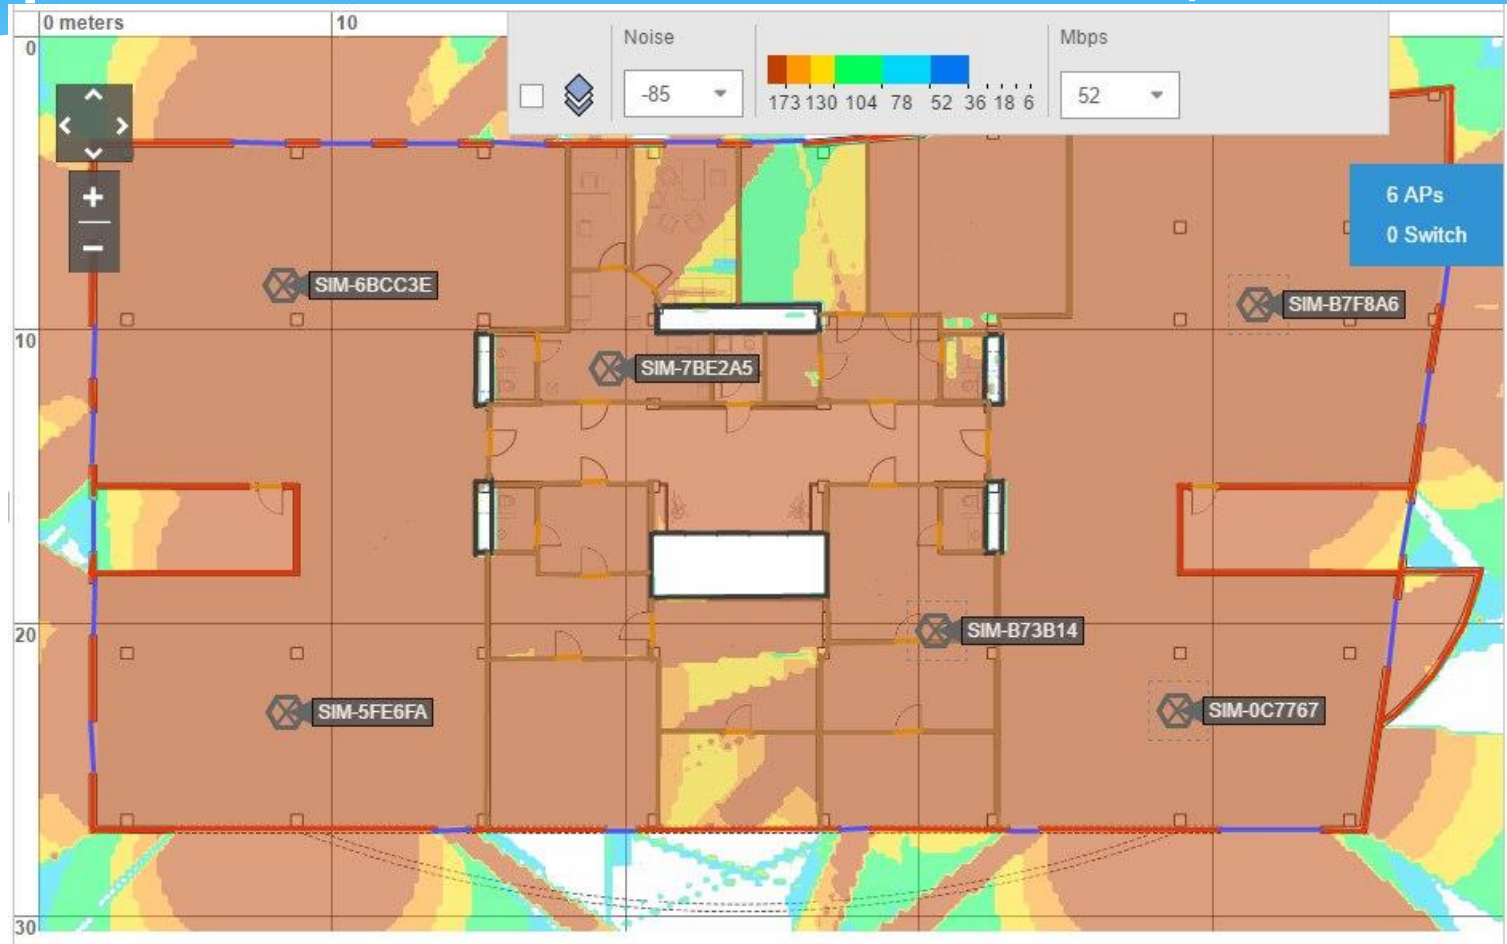 0 meters
10
Noise
Mbps
0
-85
52
173 130 104 78 52 36 18 6
6 APs
0 Switch
SIM-6BCC3E
SIM-B7F8A6
10
SIM-7BE2A5
20
SIM-B73B14
SIM-5FE6FA
SIM-0C7767
30